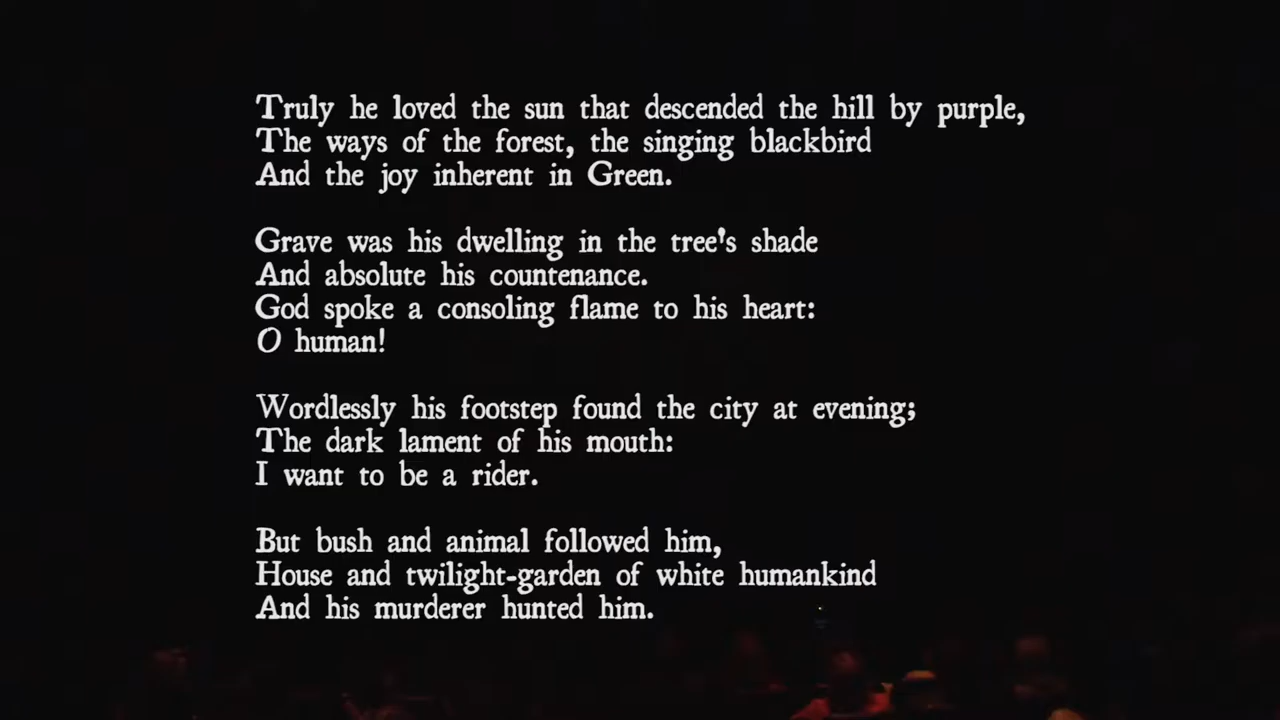 Truly he loved the sun that descended the hill by purple,
The ways of the forest, the singing blackbird
And the joy inherent in Green.
Grave was his dwelling in the tree's shade
And absolute his countenance.
God spoke a consoling flame to his heart:
O human!
Wordlessly his footstep found the city at evening;
The dark lament of his mouth:
I want to be a rider.
But bush and animal followed him,
House and twilight-garden of white humankind
And his murderer hunted him.